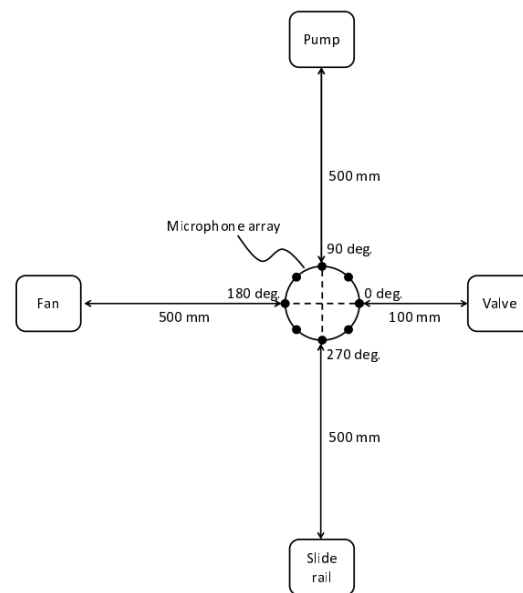 Pump
500 mm
Microphone array
90 deg.
180 deg.
0 deg.
Fan
500 mm
100 mm
Valve
270 deg.
500 mm
Slide
rail